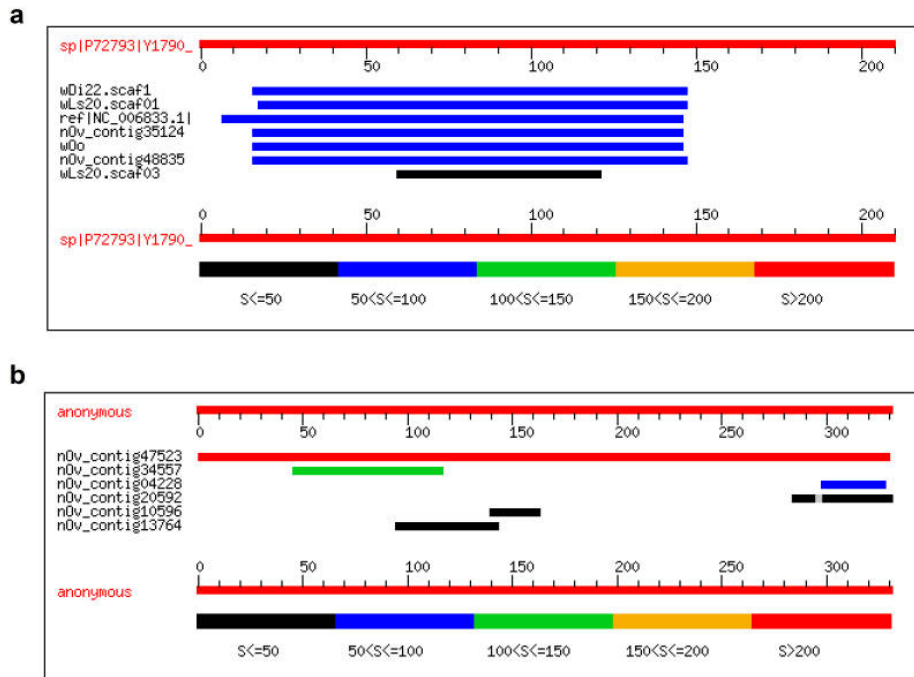 a
sp|P72793|Y1790_
0 50 100 150 200
wDi22.scaf1
wLs20.scaf01
ref|NC_006833.1|
nOv_contig35124
wOo
nOv_contig48835
wLs20.scaf03
0 50 100 150 200
sp|P72793|Y1790_
S<=50 50<S<=100 100<S<=150 150<S<=200 S>200
b
anonymous
0 50 100 150 200 250 300
nOv_contig47523
nOv_contig34557
nOv_contig04228
nOv_contig20592
nOv_contig10596
nOv_contig13764
0 50 100 150 200 250 300
anonymous
S<=50 50<S<=100 100<S<=150 150<S<=200 S>200